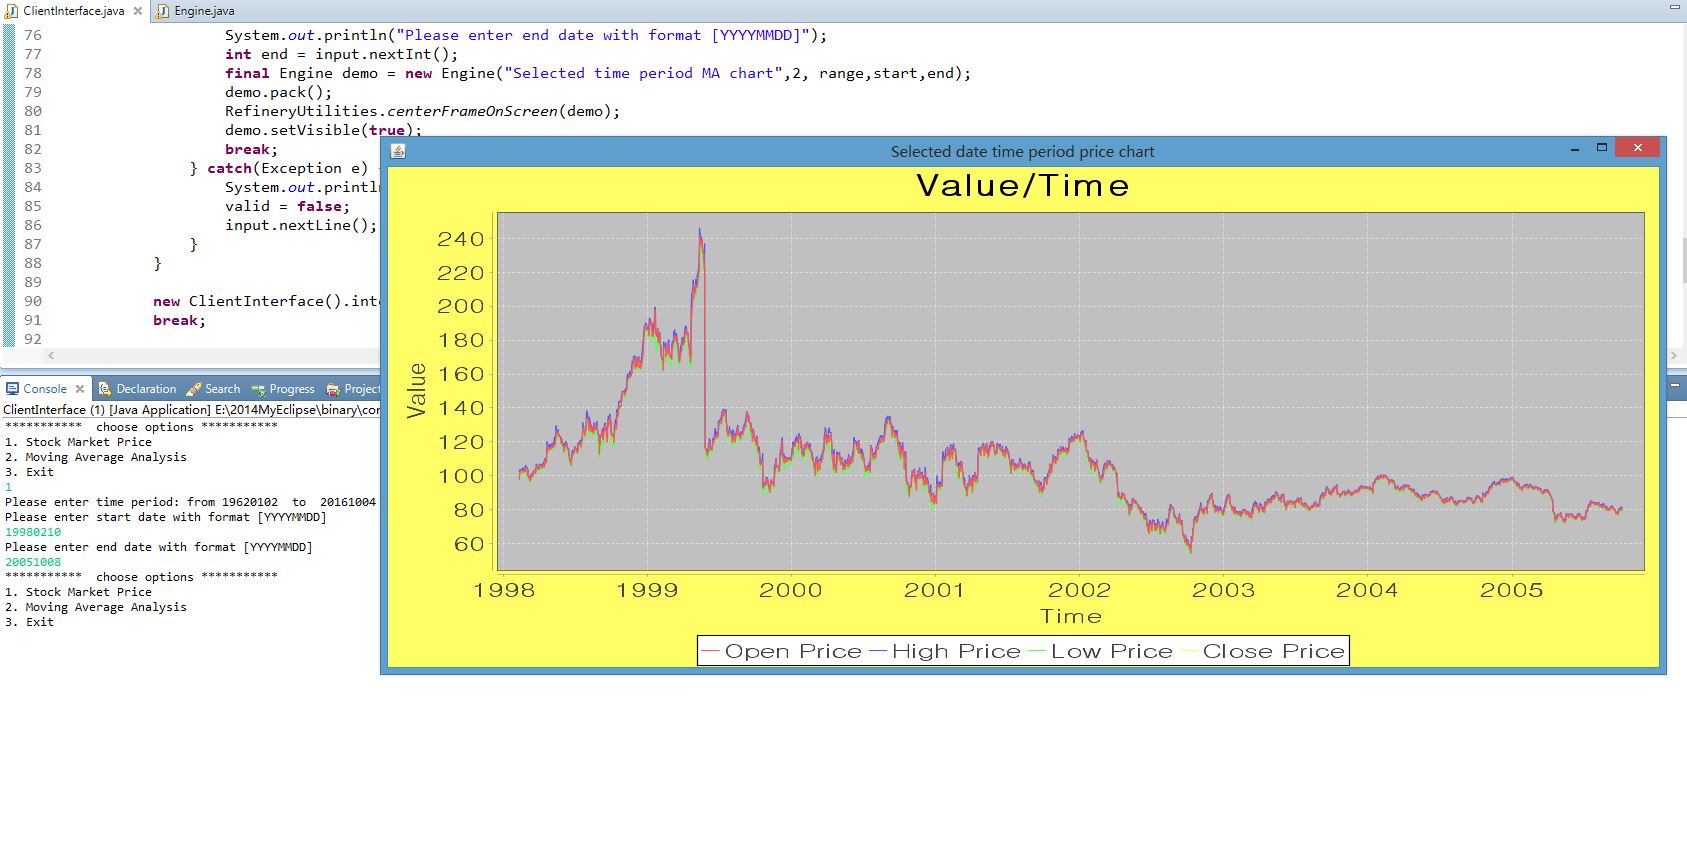 ClientInterface.java
Engine.java
76 System.out.println("Please enter end date with format [YYYYMMDD]");
77 int end = input.nextInt();
78 final Engine demo = new Engine("Selected time period MA chart",2, range,start,end);
79 demo.pack();
80 RefineryUtilities.centerFrameOnScreen(demo);
81 demo.setVisible(true);
82 break;
83 } catch(Exception e)
84 System.out.println
85 valid = false;
86 input.nextLine();
87 }
88 }
89
90 new ClientInterface().inte
91 break;
92
Selected date time period price chart
Value/Time
Value
240
220
200
180
160
140
120
100
80
60
1998 1999 2000 2001 2002 2003 2004 2005
Time
Open Price High Price Low Price Close Price
Console Declaration Search Progress Project
ClientInterface (1) [Java Application] E:\2014MyEclipse\binary\cor
*********** choose options ***********
1. Stock Market Price
2. Moving Average Analysis
3. Exit
1
Please enter time period: from 19620102 to 20161004
Please enter start date with format [YYYYMMDD]
19980210
Please enter end date with format [YYYYMMDD]
20051008
*********** choose options ***********
1. Stock Market Price
2. Moving Average Analysis
3. Exit